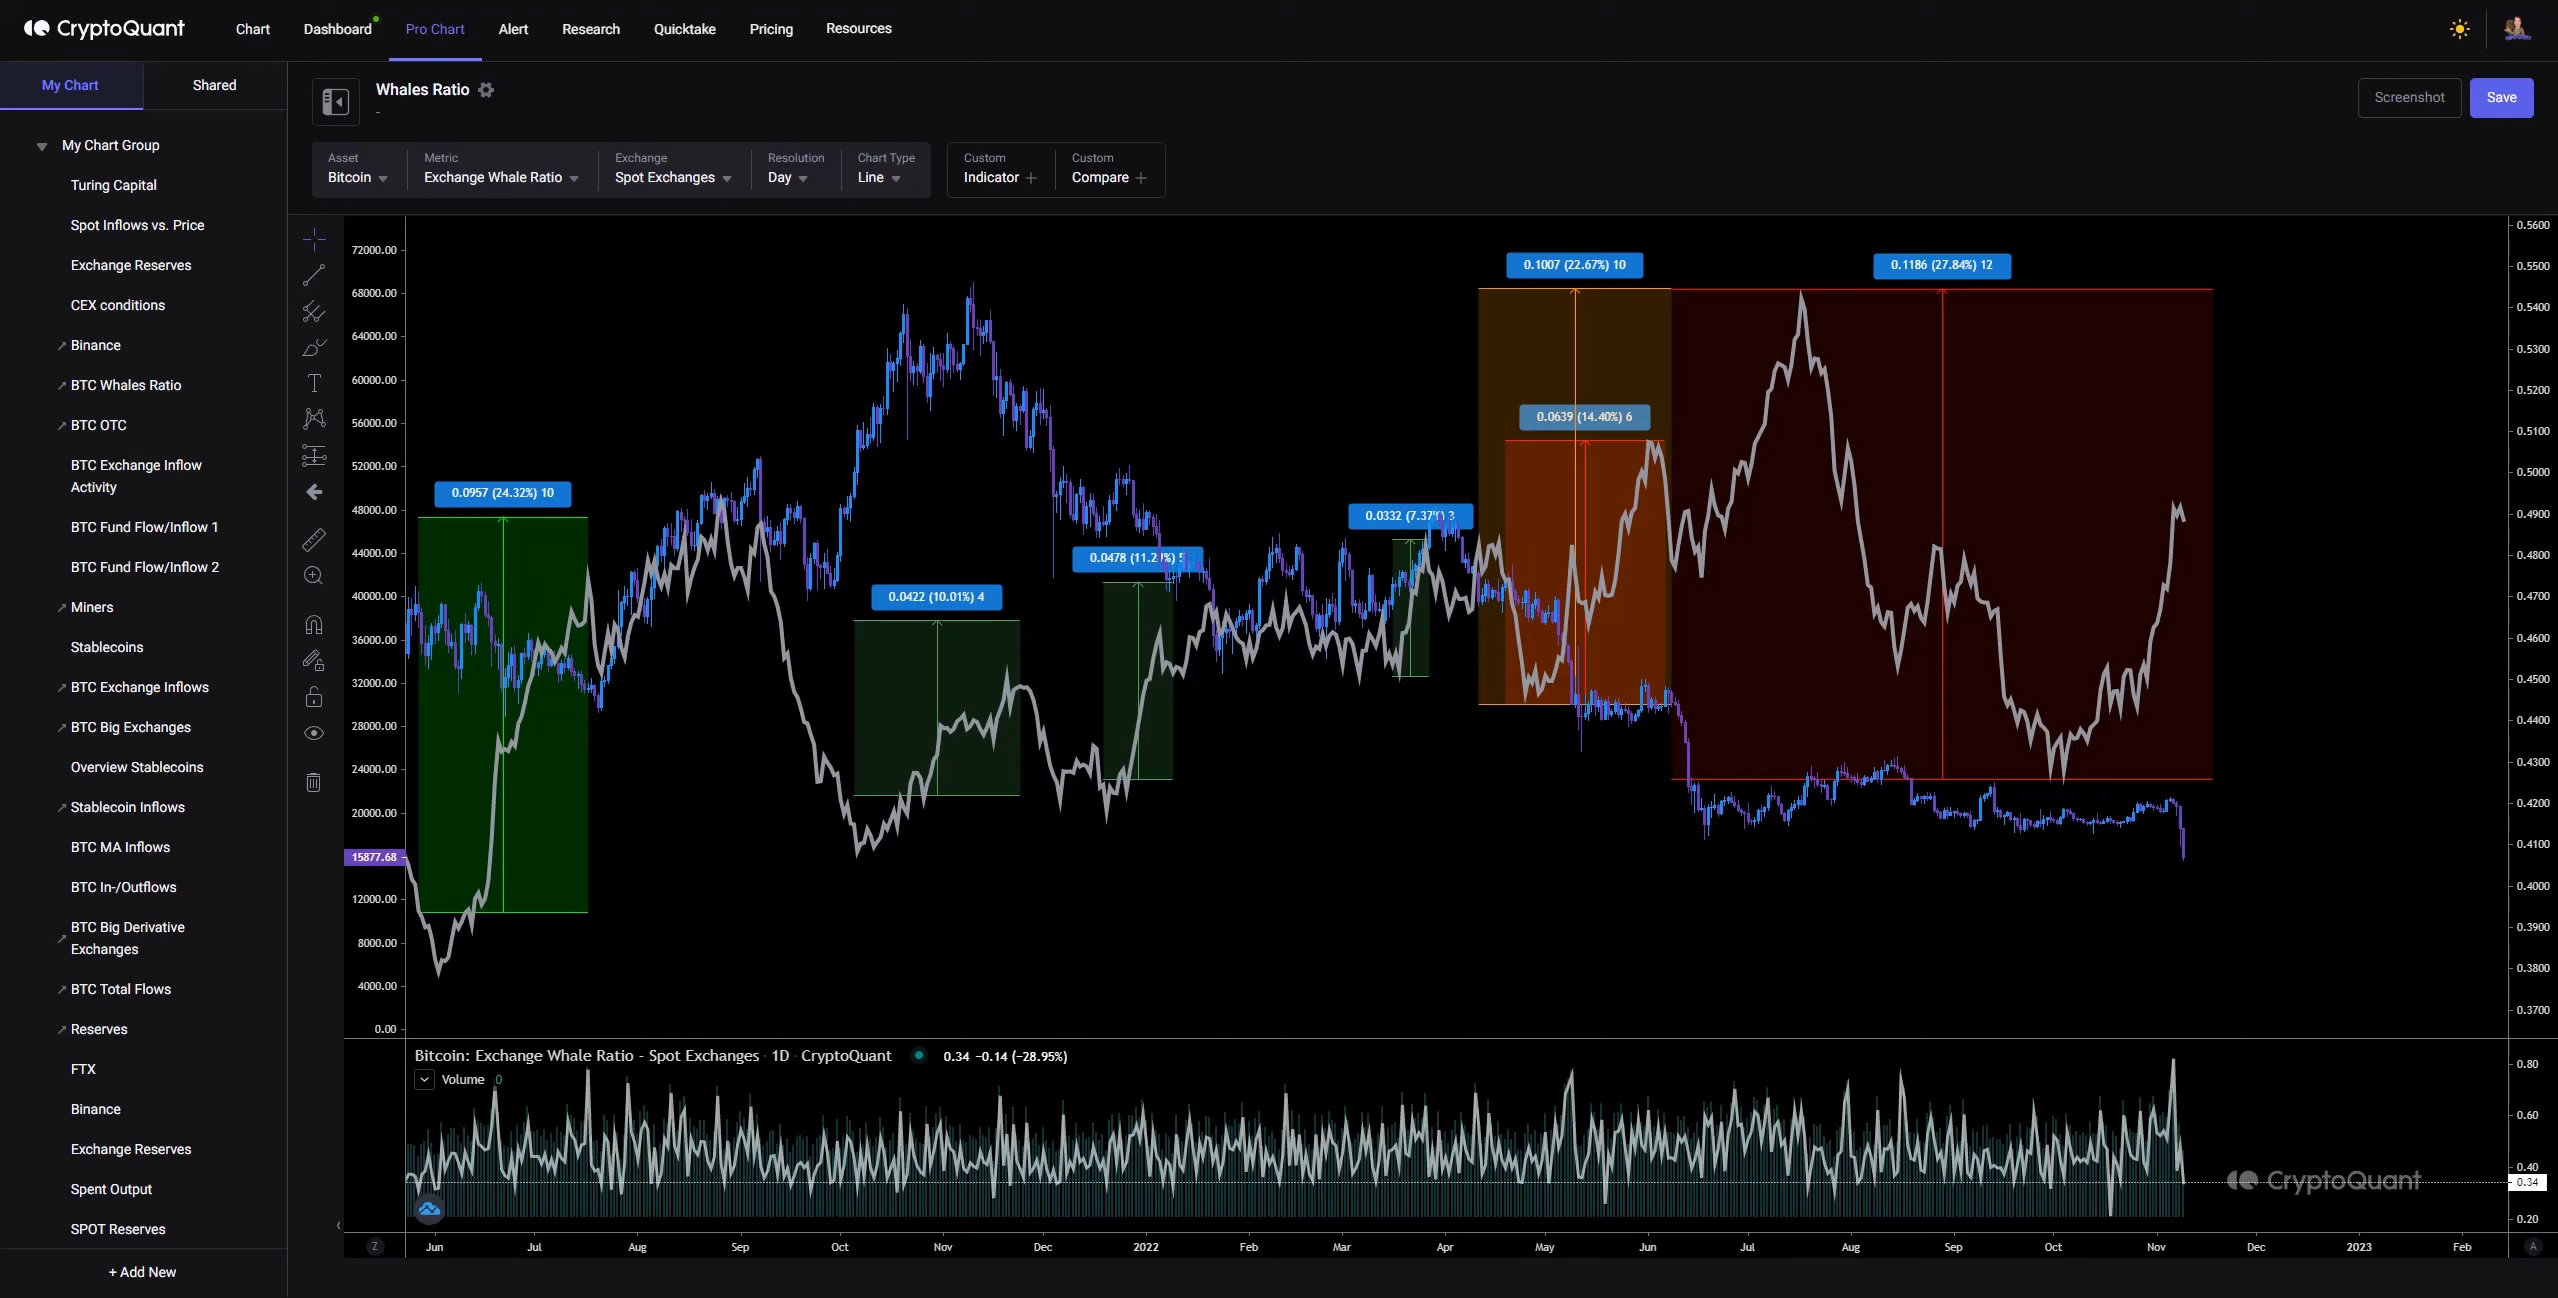 CryptoQuant
Chart
Dashboard
Pro Chart
Alert
Research
Quicktake
Pricing
Resources
My Chart
Shared
My Chart Group
Turing Capital
Spot Inflows vs. Price
Exchange Reserves
CEX conditions
Binance
BTC Whales Ratio
BTC OTC
BTC Exchange Inflow
Activity
BTC Fund Flow/Inflow 1
BTC Fund Flow/Inflow 2
Miners
Stablecoins
BTC Exchange Inflows
BTC Big Exchanges
Overview Stablecoins
Stablecoin Inflows
BTC MA Inflows
BTC In-/Outflows
BTC Big Derivative
Exchanges
BTC Total Flows
Reserves
FTX
Binance
Exchange Reserves
Spent Output
SPOT Reserves
+ Add New
Whales Ratio
-
Screenshot
Save
Asset
Bitcoin
Metric
Exchange Whale Ratio
Exchange
Spot Exchanges
Resolution
Day
Chart Type
Line
Custom
Indicator +
Custom
Compare +
72000.00
68000.00
64000.00
60000.00
56000.00
52000.00
48000.00
44000.00
40000.00
36000.00
32000.00
28000.00
24000.00
20000.00
15877.68
12000.00
8000.00
4000.00
0.00
0.0957 (24.32%) 10
0.0422 (10.01%) 4
0.0478
0.0332
0.1007 (22.67%) 10
0.0639 (14.40%) 6
0.1186 (27.84%) 12
0.5600
0.5500
0.5400
0.5300
0.5200
0.5100
0.5000
0.4900
0.4800
0.4700
0.4600
0.4500
0.4400
0.4300
0.4200
0.4100
0.4000
0.3900
0.3800
0.3700
Bitcoin: Exchange Whale Ratio - Spot Exchanges · 1D · CryptoQuant
0.34 −0.14 (−28.95%)
Volume 0
0.80
0.60
0.40
0.34
0.20
CryptoQuant
Z
Jun
Jul
Aug
Sep
Oct
Nov
Dec
2022
Feb
Mar
Apr
May
Jun
Jul
Aug
Sep
Oct
Nov
Dec
2023
Feb
A